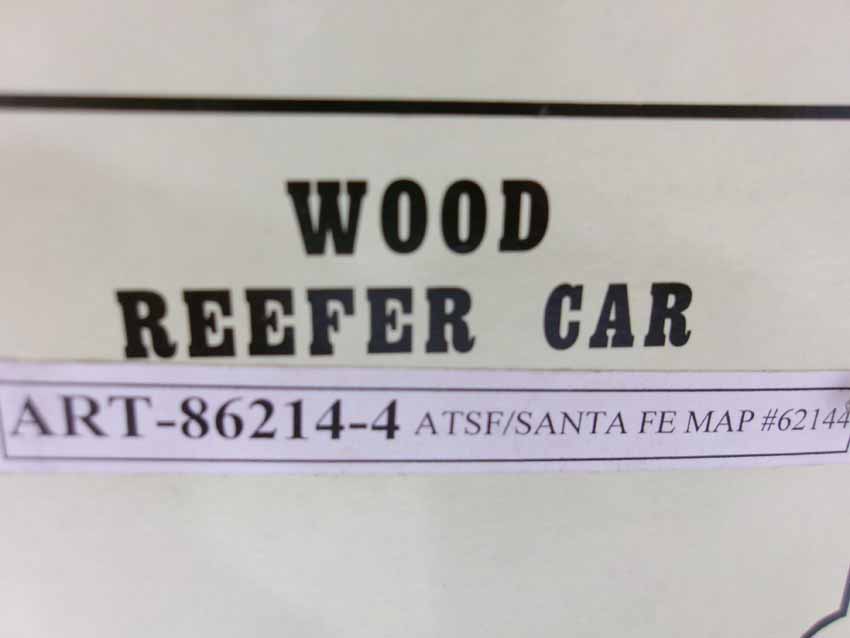 WOOD
REEFER CAR
ART-86214-4 ATSF/SANTA FE MAP #62144